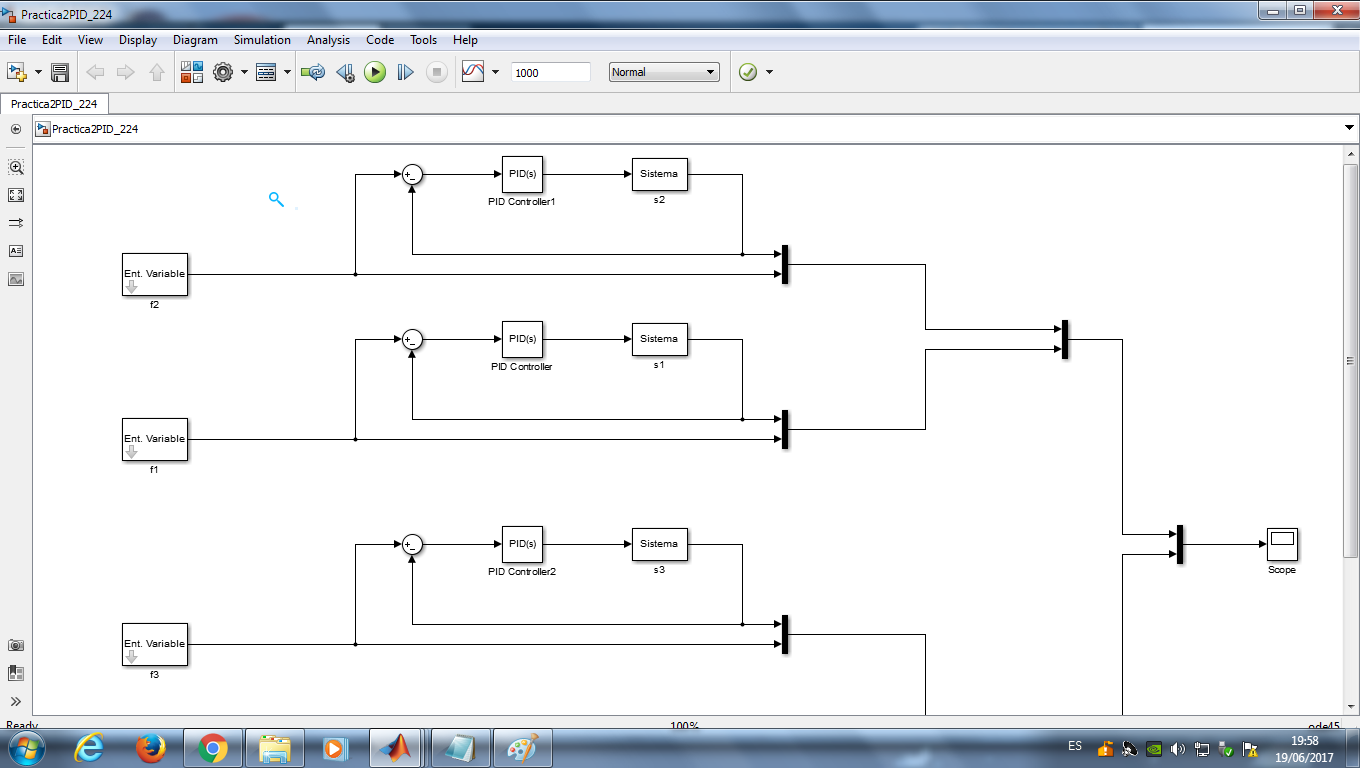 Practica2PID_224
File Edit View Display Diagram Simulation Analysis Code Tools Help
1000 Normal
Practica2PID_224
Practica2PID_224
+_ PID(s) Sistema
PID Controller1 s2
Ent. Variable
f2
+_ PID(s) Sistema
PID Controller s1
Ent. Variable
f1
+_ PID(s) Sistema
PID Controller2 s3
Scope
Ent. Variable
f3
Ready 100% ode45
ES 19:58
19/06/2017